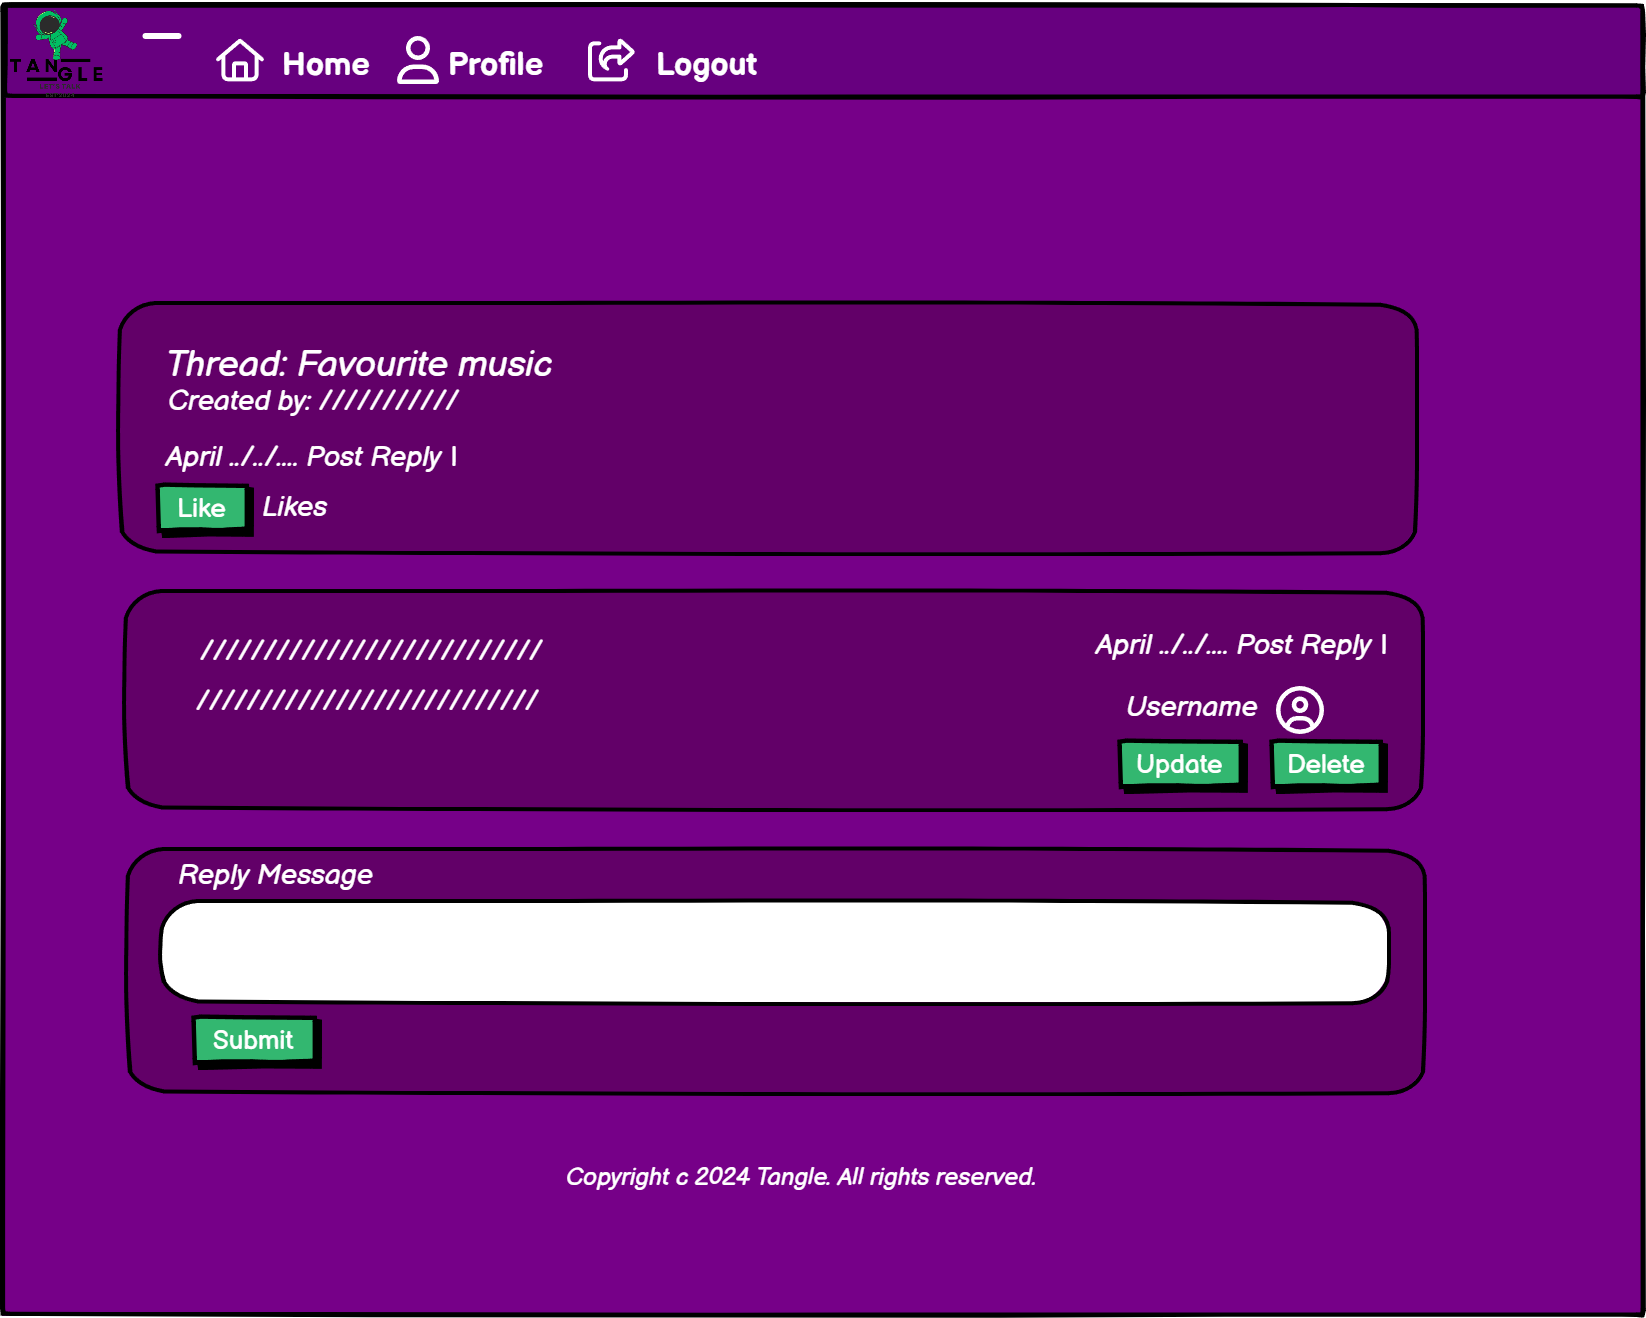 TANGLE
Home Profile Logout
Thread: Favourite music
Created by: ///////////
April ../../.... Post Reply |
Like Likes
///////////////////////////
April ../../.... Post Reply |
///////////////////////////
Username
Update Delete
Reply Message
Submit
Copyright c 2024 Tangle. All rights reserved.